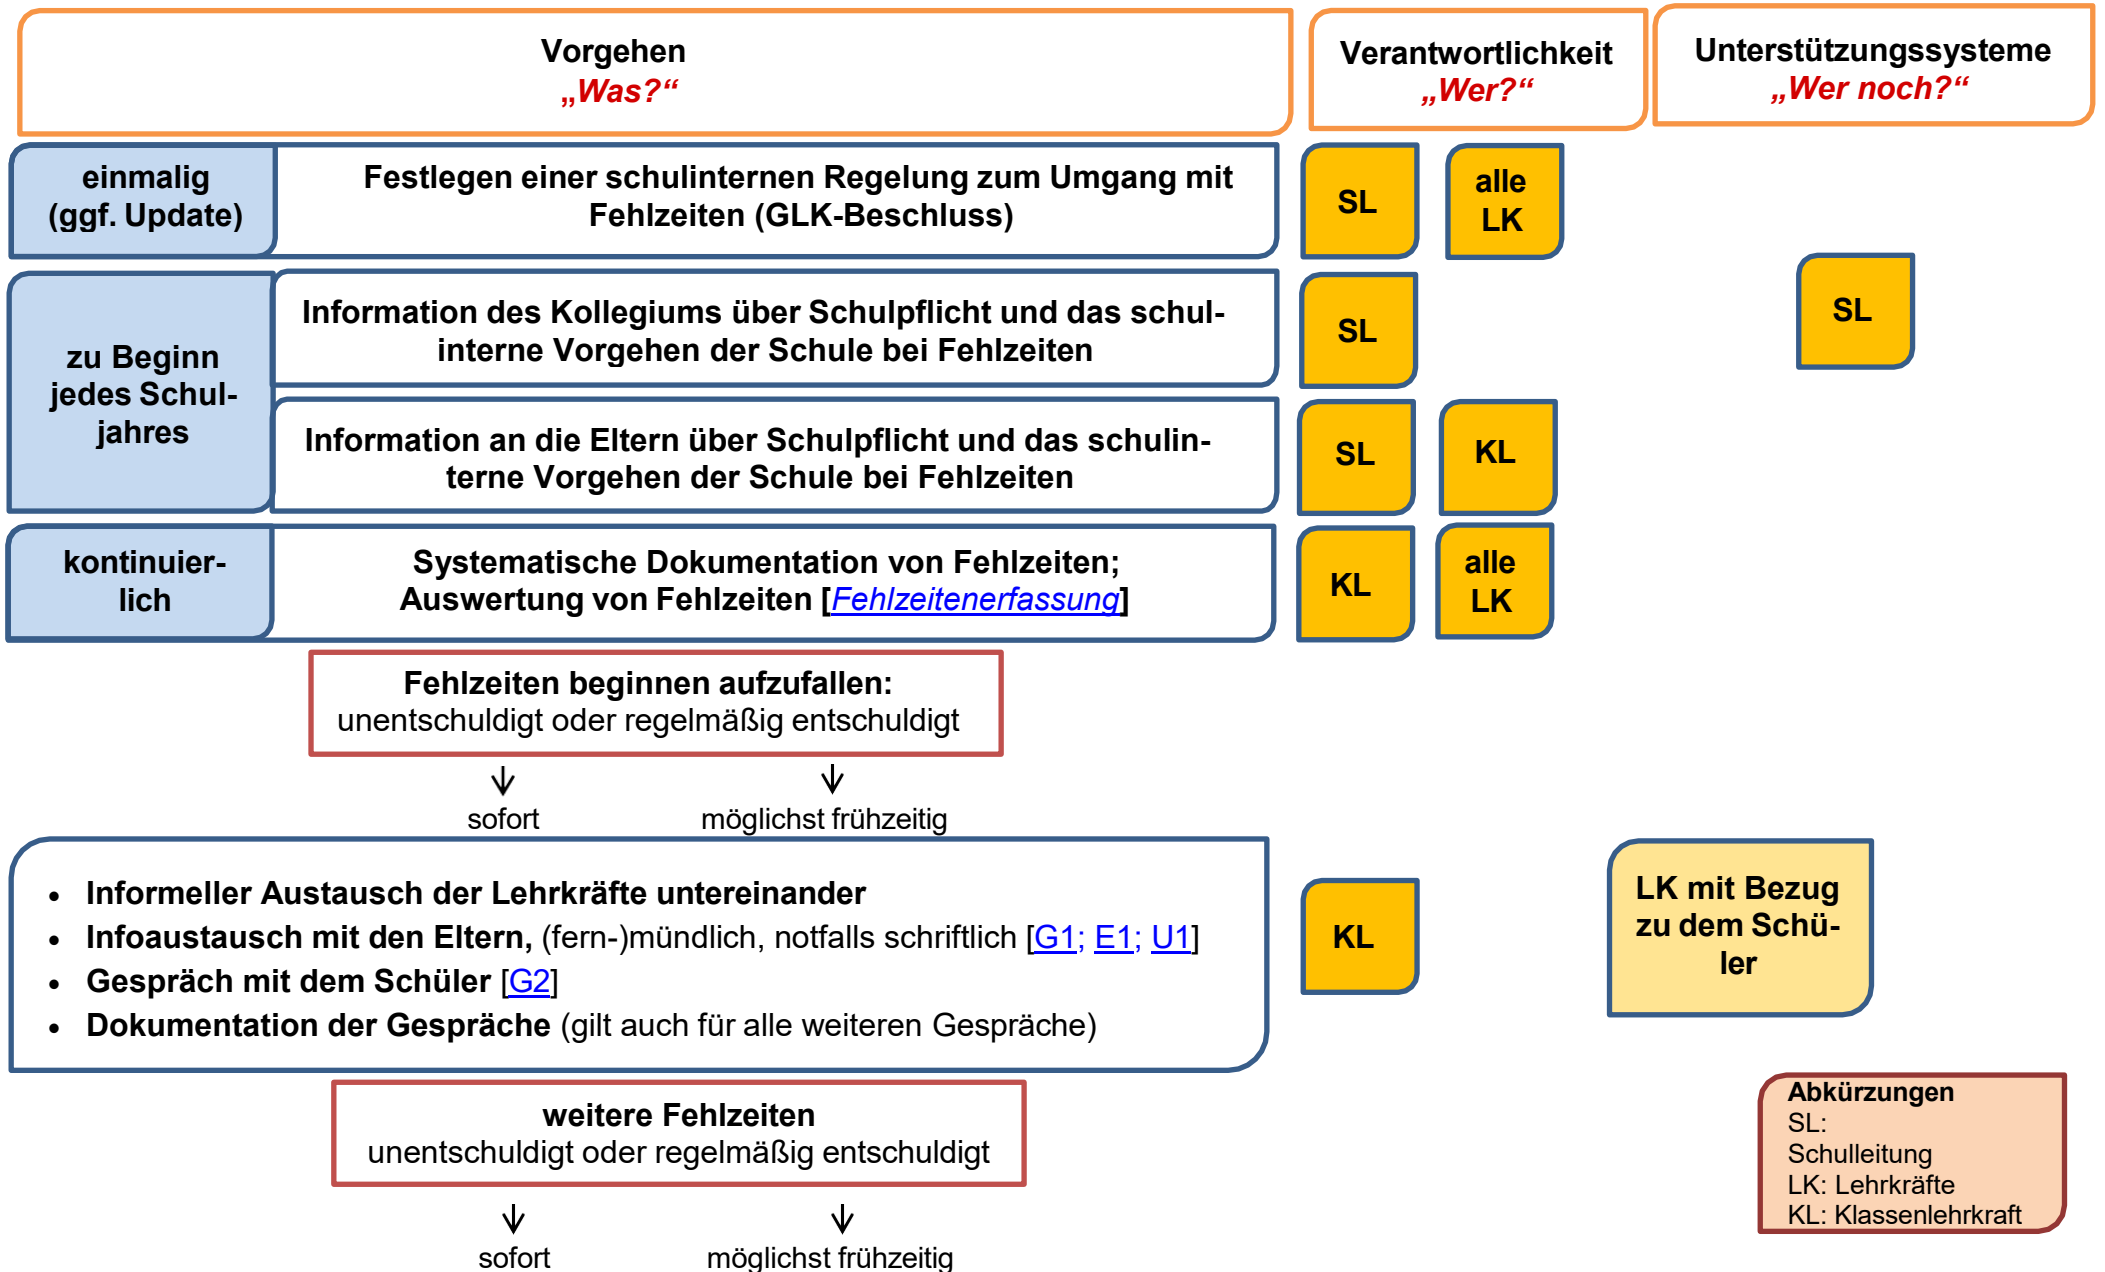 Vorgehen
„Was?“
Verantwortlichkeit
„Wer?“
Unterstützungssysteme
„Wer noch?“
einmalig
(ggf. Update)
Festlegen einer schulinternen Regelung zum Umgang mit
Fehlzeiten (GLK-Beschluss)
SL
alle
LK
zu Beginn
jedes Schul-
jahres
Information des Kollegiums über Schulpflicht und das schul-
interne Vorgehen der Schule bei Fehlzeiten
SL
SL
Information an die Eltern über Schulpflicht und das schulin-
terne Vorgehen der Schule bei Fehlzeiten
SL
KL
kontinuier-
lich
Systematische Dokumentation von Fehlzeiten;
Auswertung von Fehlzeiten [Fehlzeitenerfassung]
KL
alle
LK
Fehlzeiten beginnen aufzufallen:
unentschuldigt oder regelmäßig entschuldigt
sofort
möglichst frühzeitig
• Informeller Austausch der Lehrkräfte untereinander
• Infoaustausch mit den Eltern, (fern-)mündlich, notfalls schriftlich [G1; E1; U1]
• Gespräch mit dem Schüler [G2]
• Dokumentation der Gespräche (gilt auch für alle weiteren Gespräche)
KL
LK mit Bezug
zu dem Schü-
ler
weitere Fehlzeiten
unentschuldigt oder regelmäßig entschuldigt
sofort
möglichst frühzeitig
Abkürzungen
SL:
Schulleitung
LK: Lehrkräfte
KL: Klassenlehrkraft